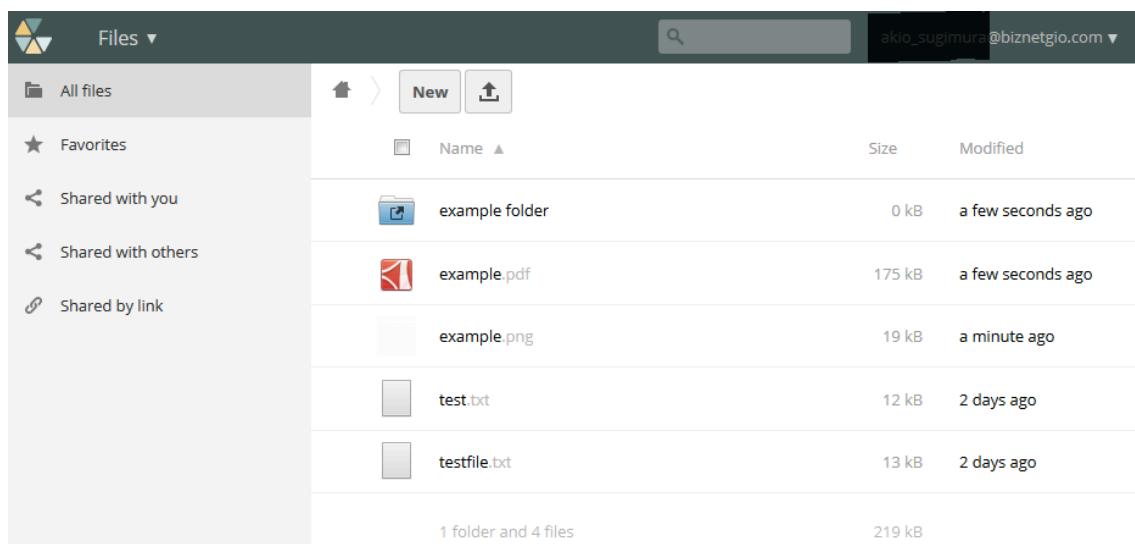 Files ▼
akio_sugimura@biznetgio.com ▼
All files
Favorites
Shared with you
Shared with others
Shared by link
New
Name ▲ Size Modified
example folder 0 kB a few seconds ago
example.pdf 175 kB a few seconds ago
example.png 19 kB a minute ago
test.txt 12 kB 2 days ago
testfile.txt 13 kB 2 days ago
1 folder and 4 files 219 kB